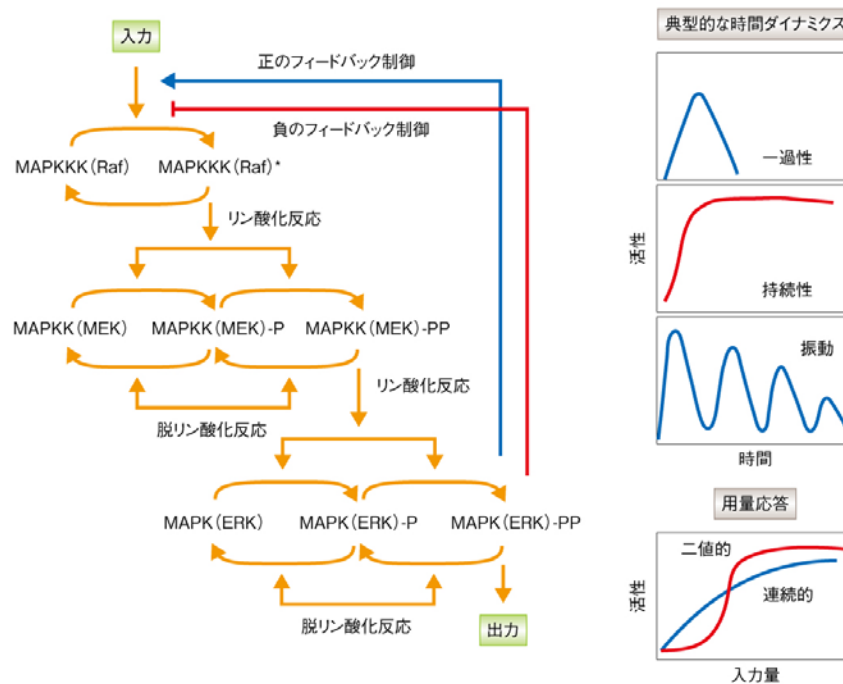 入力
正のフィードバック制御
負のフィードバック制御
MAPKKK(Raf)
MAPKKK(Raf)*
リン酸化反応
MAPKK(MEK)
MAPKK(MEK)-P
MAPKK(MEK)-PP
リン酸化反応
脱リン酸化反応
MAPK(ERK)
MAPK(ERK)-P
MAPK(ERK)-PP
脱リン酸化反応
出力
典型的な時間ダイナミクス
一過性
活性
持続性
振動
時間
用量応答
二値的
活性
連続的
入力量